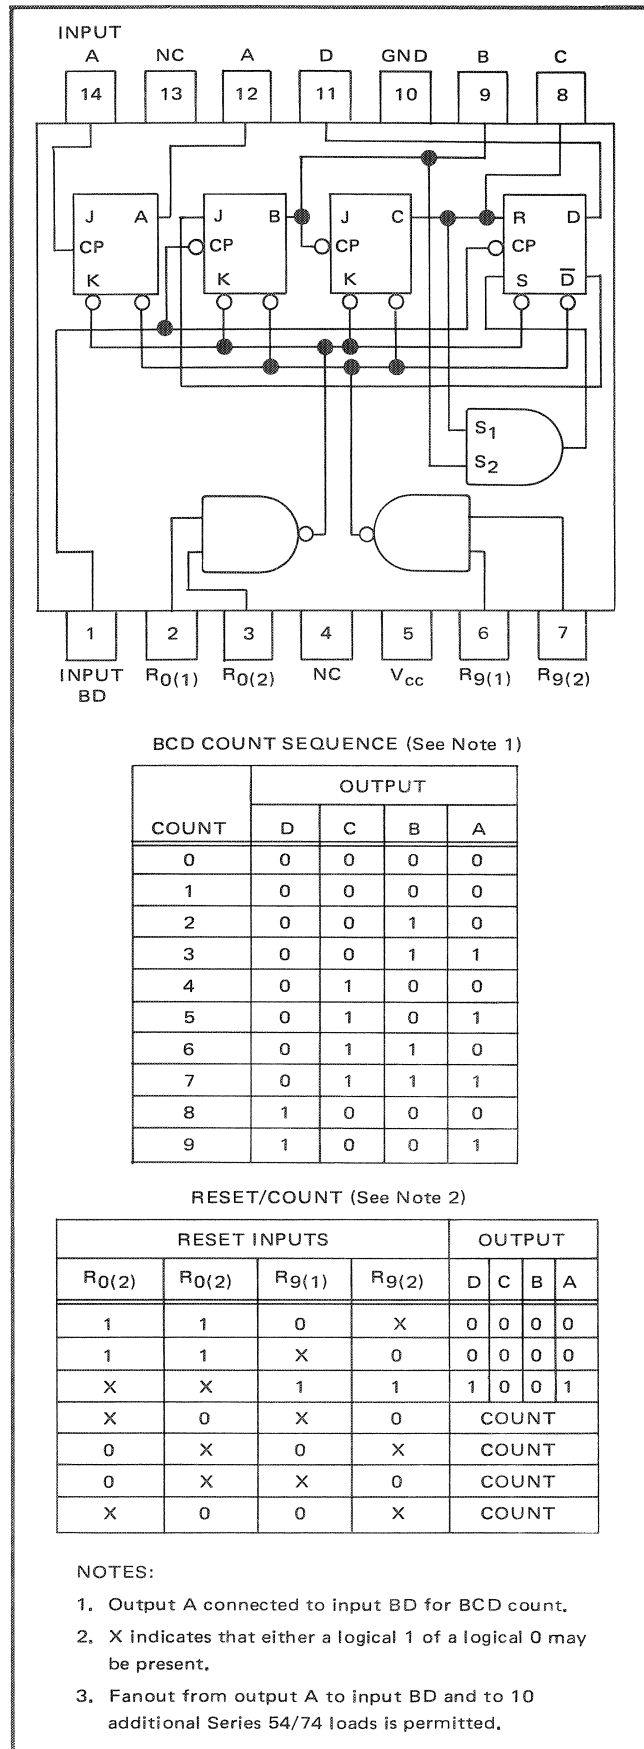 INPUT
A NC A D GND B C
14 13 12 11 10 9 8
J A J B J C R D
CP CP CP CP
K K K S D̅
S1
S2
1 2 3 4 5 6 7
INPUT BD R0(1) R0(2) NC Vcc R9(1) R9(2)
BCD COUNT SEQUENCE (See Note 1)
OUTPUT
COUNT D C B A
0 0 0 0 0
1 0 0 0 0
2 0 0 1 0
3 0 0 1 1
4 0 1 0 0
5 0 1 0 1
6 0 1 1 0
7 0 1 1 1
8 1 0 0 0
9 1 0 0 1
RESET/COUNT (See Note 2)
RESET INPUTS OUTPUT
R0(2) R0(2) R9(1) R9(2) D C B A
1 1 0 X 0 0 0 0
1 1 X 0 0 0 0 0
X X 1 1 1 0 0 1
X 0 X 0 COUNT
0 X 0 X COUNT
0 X X 0 COUNT
X 0 0 X COUNT
NOTES:
1. Output A connected to input BD for BCD count.
2. X indicates that either a logical 1 of a logical 0 may
be present.
3. Fanout from output A to input BD and to 10
additional Series 54/74 loads is permitted.